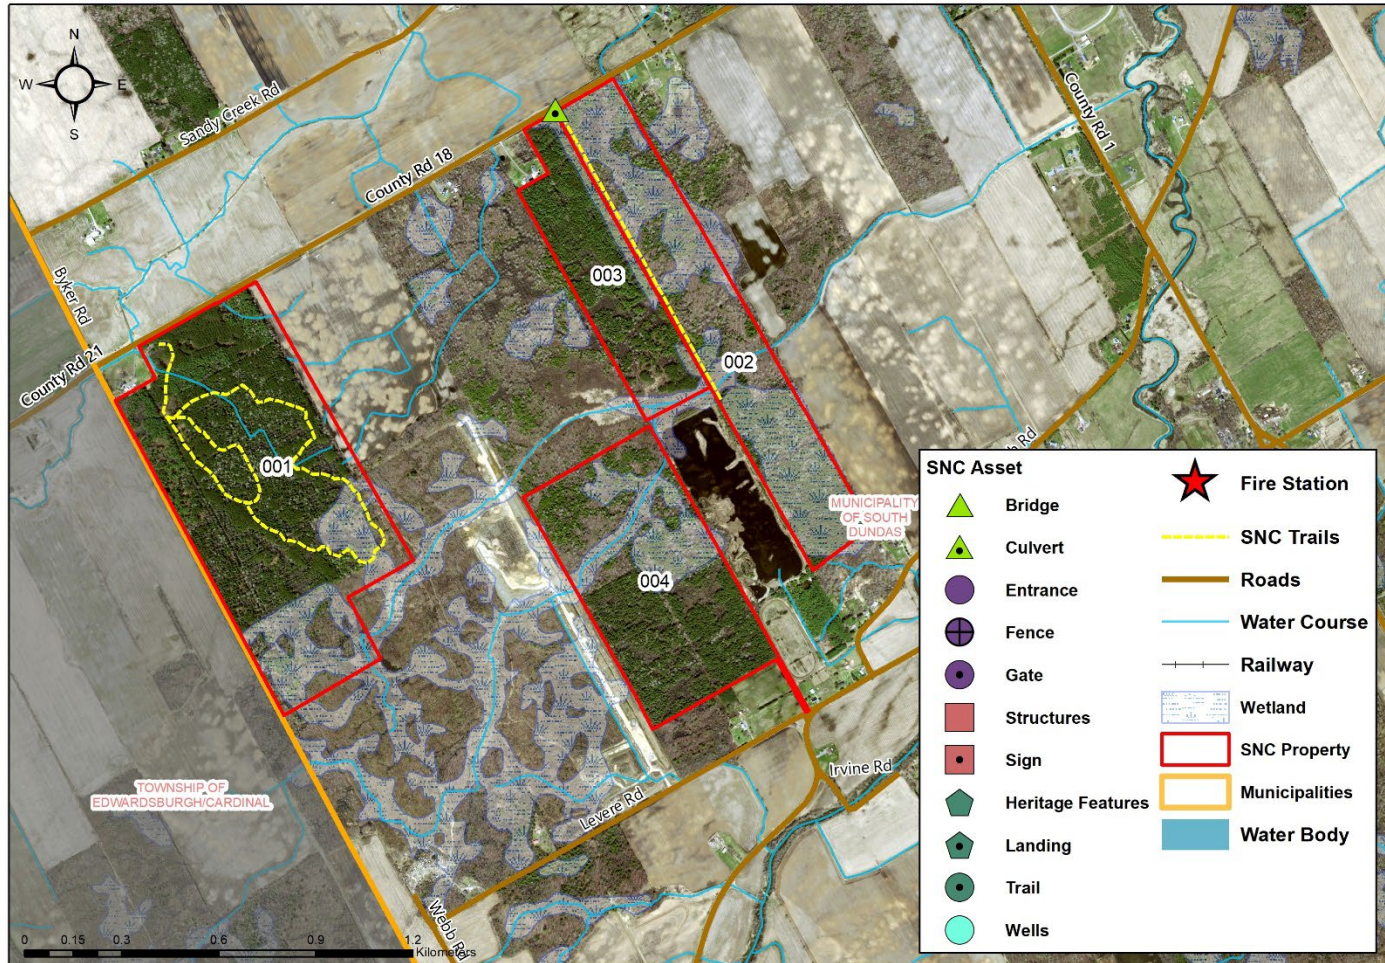 N
W
E
S
Sandy Creek Rd
County Rd 18
County Rd 1
Byker Rd
County Rd 21
003
002
001
004
MUNICIPALITY
OF SOUTH
DUNDAS
TOWNSHIP OF
EDWARDSBURGH/CARDINAL
Irvine Rd
Levere Rd
Webb Rd
h Rd
0 0.15 0.3 0.6 0.9 1.2
Kilometers
SNC Asset
Bridge
Culvert
Entrance
Fence
Gate
Structures
Sign
Heritage Features
Landing
Trail
Wells
Fire Station
SNC Trails
Roads
Water Course
Railway
Wetland
SNC Property
Municipalities
Water Body